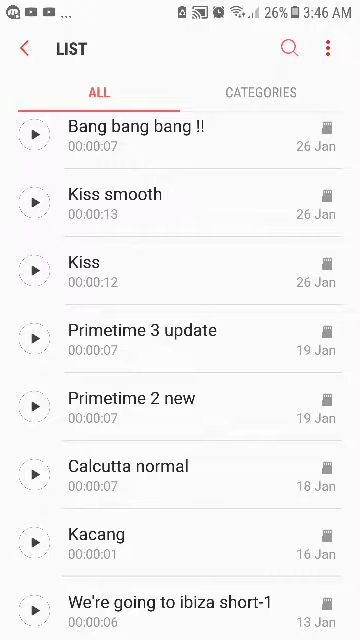 26% 3:46 AM
LIST
ALL CATEGORIES
Bang bang bang !!
00:00:07 26 Jan
Kiss smooth
00:00:13 26 Jan
Kiss
00:00:12 26 Jan
Primetime 3 update
00:00:07 19 Jan
Primetime 2 new
00:00:07 19 Jan
Calcutta normal
00:00:07 18 Jan
Kacang
00:00:01 16 Jan
We're going to ibiza short-1
00:00:06 13 Jan